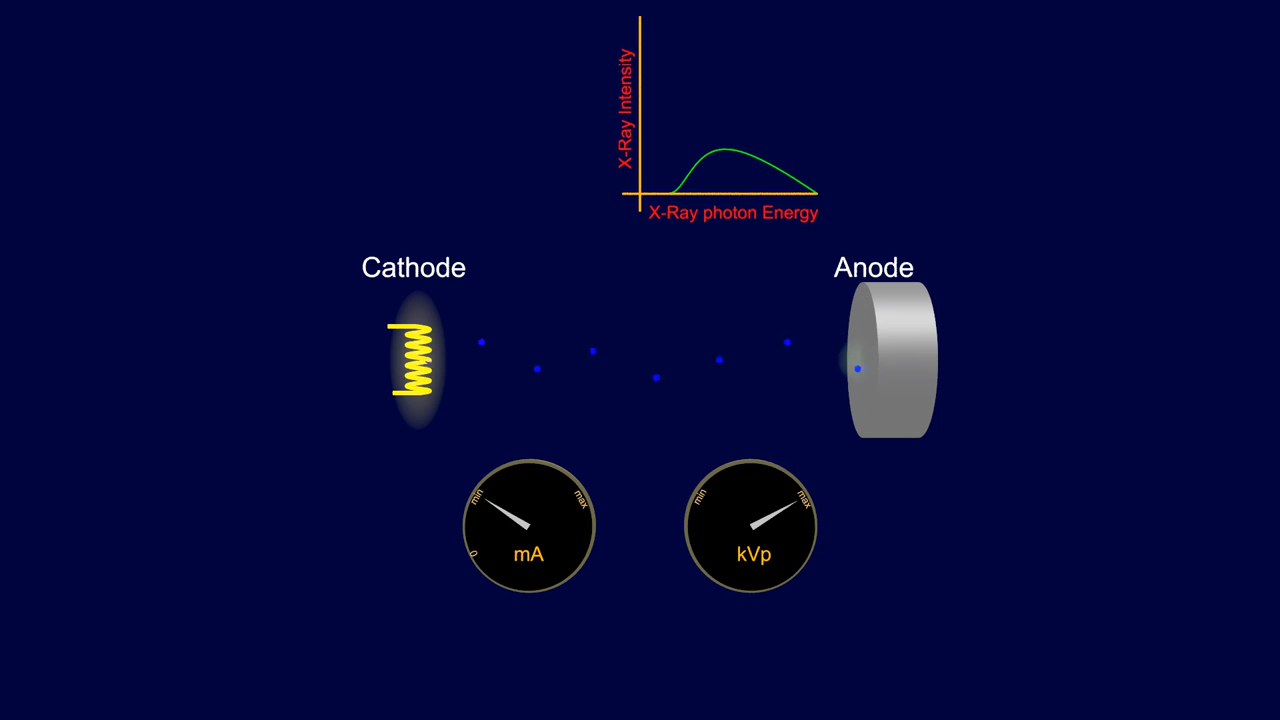 X-Ray Intensity
X-Ray photon Energy
Cathode
Anode
min
max
0
mA
min
max
kVp